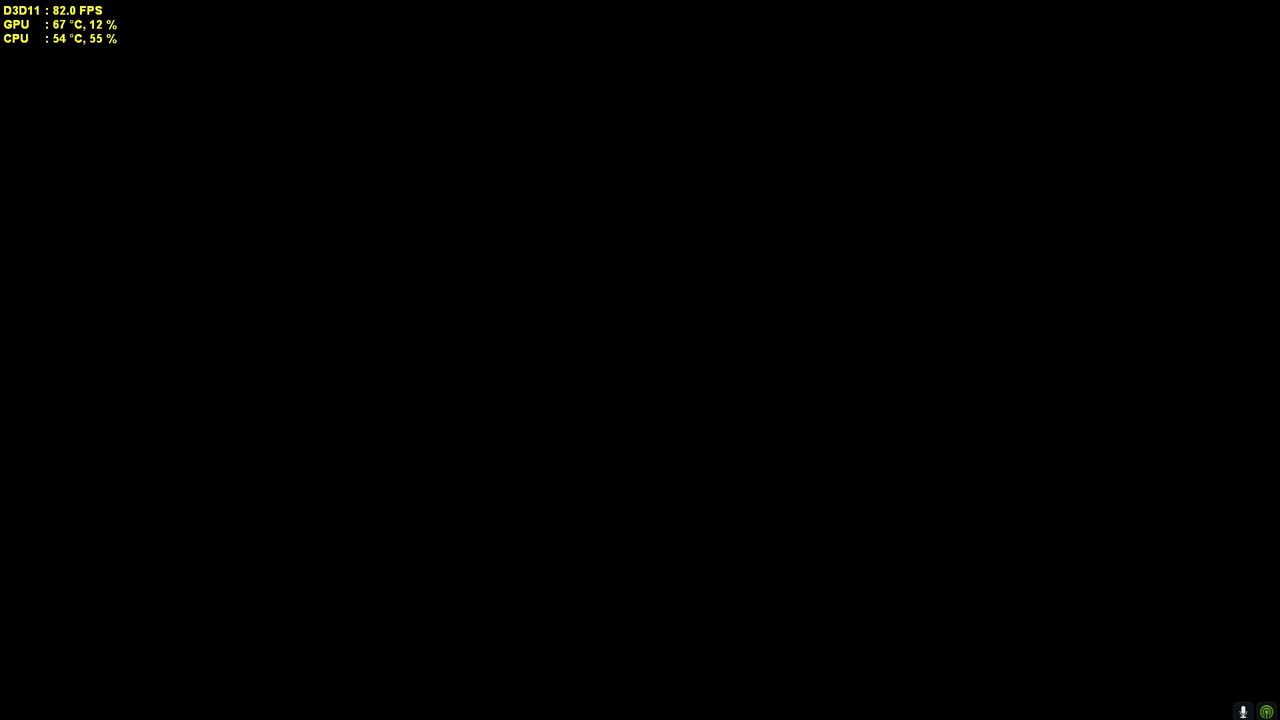 D3D11 : 82.0 FPS
GPU : 67 °C, 12 %
CPU : 54 °C, 55 %